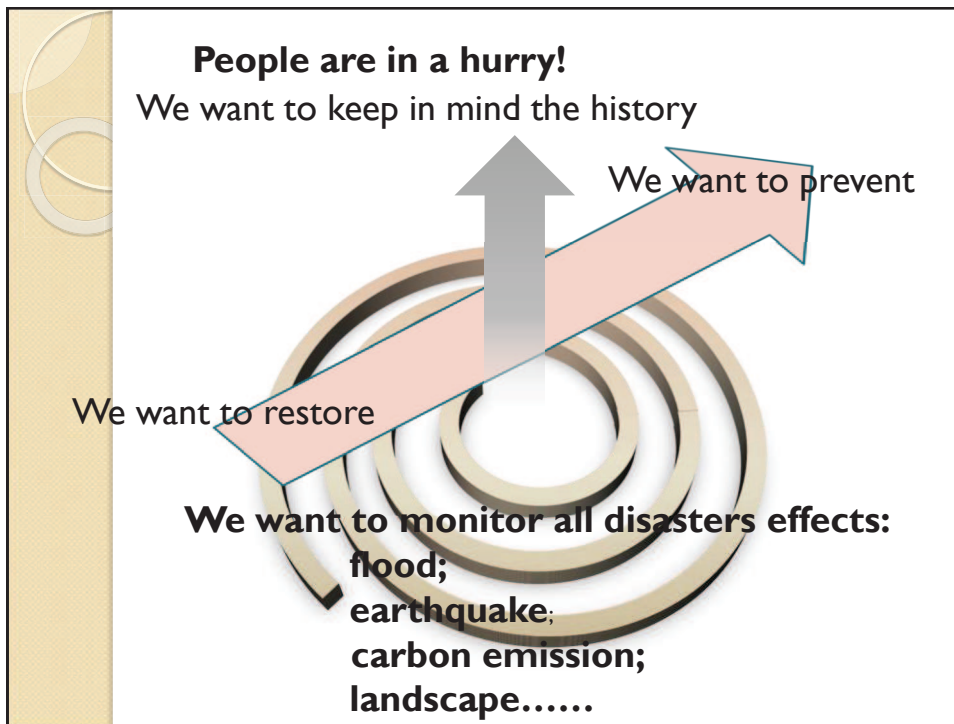 People are in a hurry!
We want to keep in mind the history
We want to prevent
We want to restore
We want to monitor all disasters effects:
flood;
earthquake;
carbon emission;
landscape……